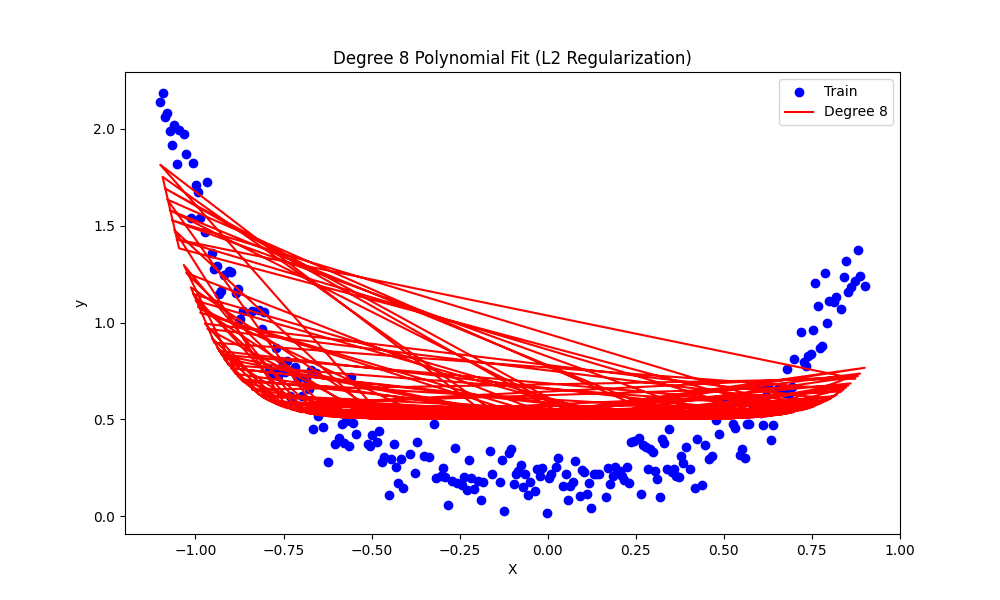 Degree 8 Polynomial Fit (L2 Regularization)
Train
Degree 8
2.0
1.5
1.0
0.5
0.0
y
−1.00
−0.75
−0.50
−0.25
0.00
0.25
0.50
0.75
1.00
X